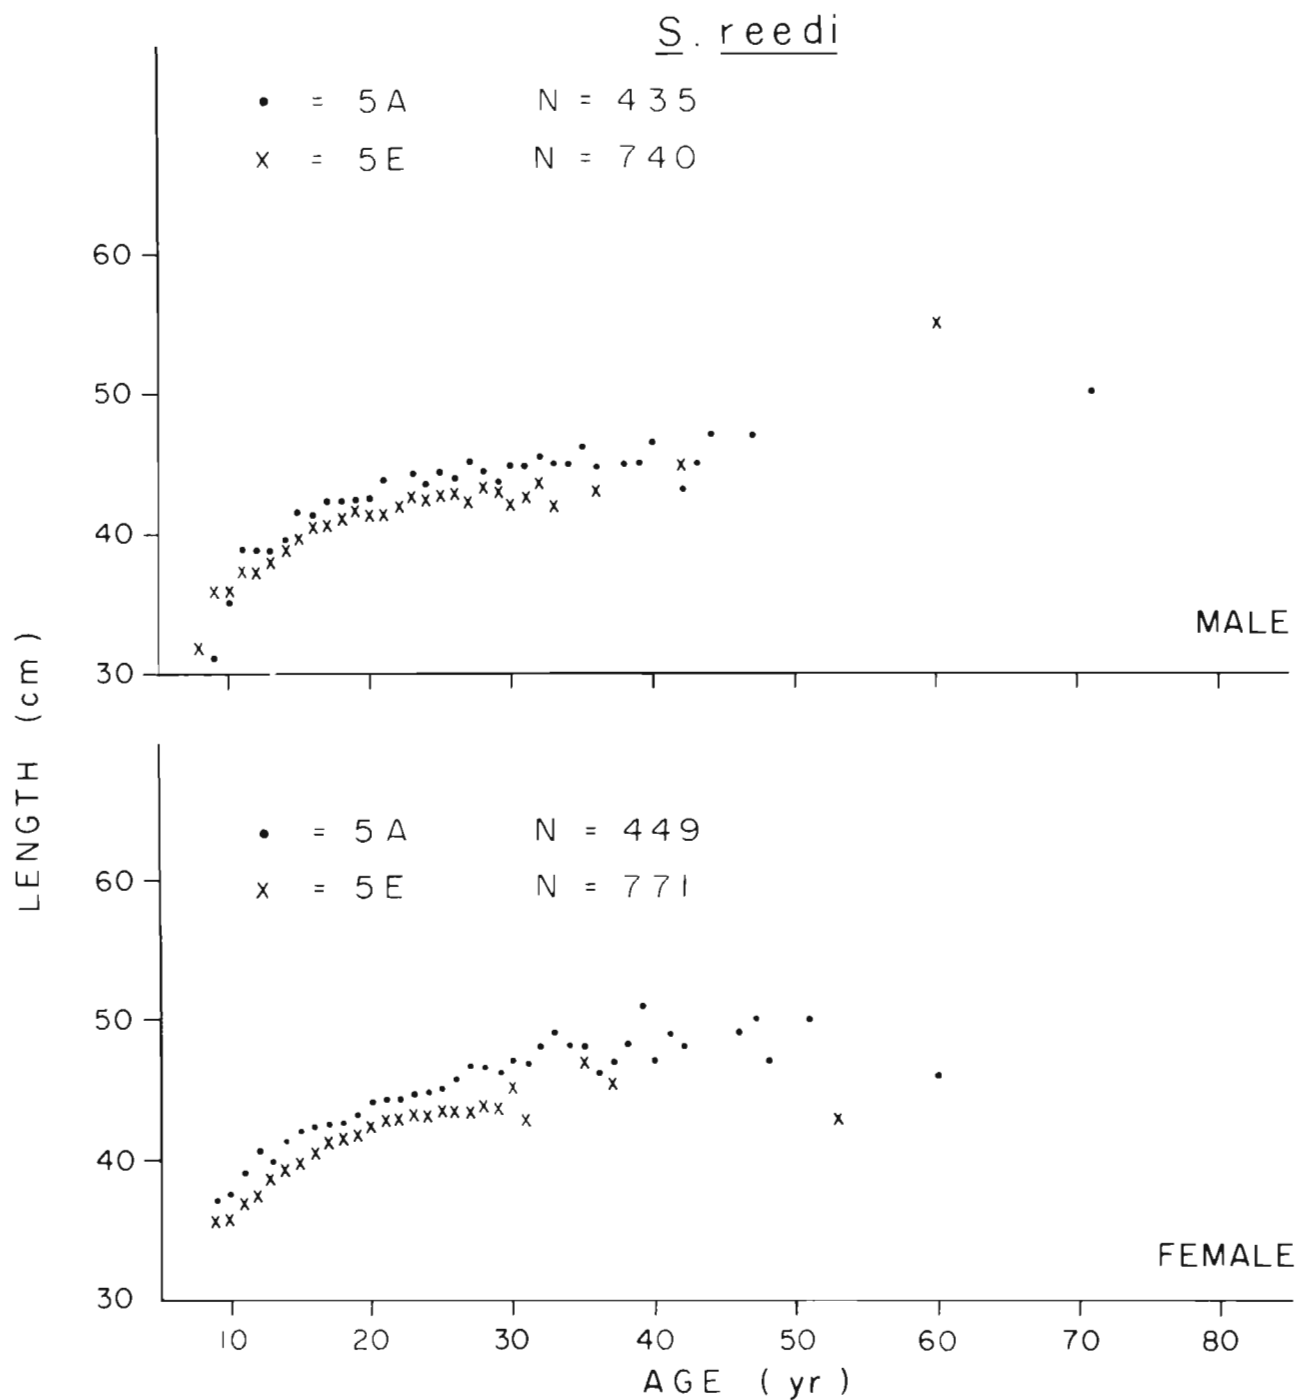 S. reedi
• = 5A N = 435
x = 5E N = 740
60
50
40
30
MALE
LENGTH (cm)
• = 5A N = 449
x = 5E N = 771
60
50
40
30
FEMALE
10 20 30 40 50 60 70 80
AGE (yr)